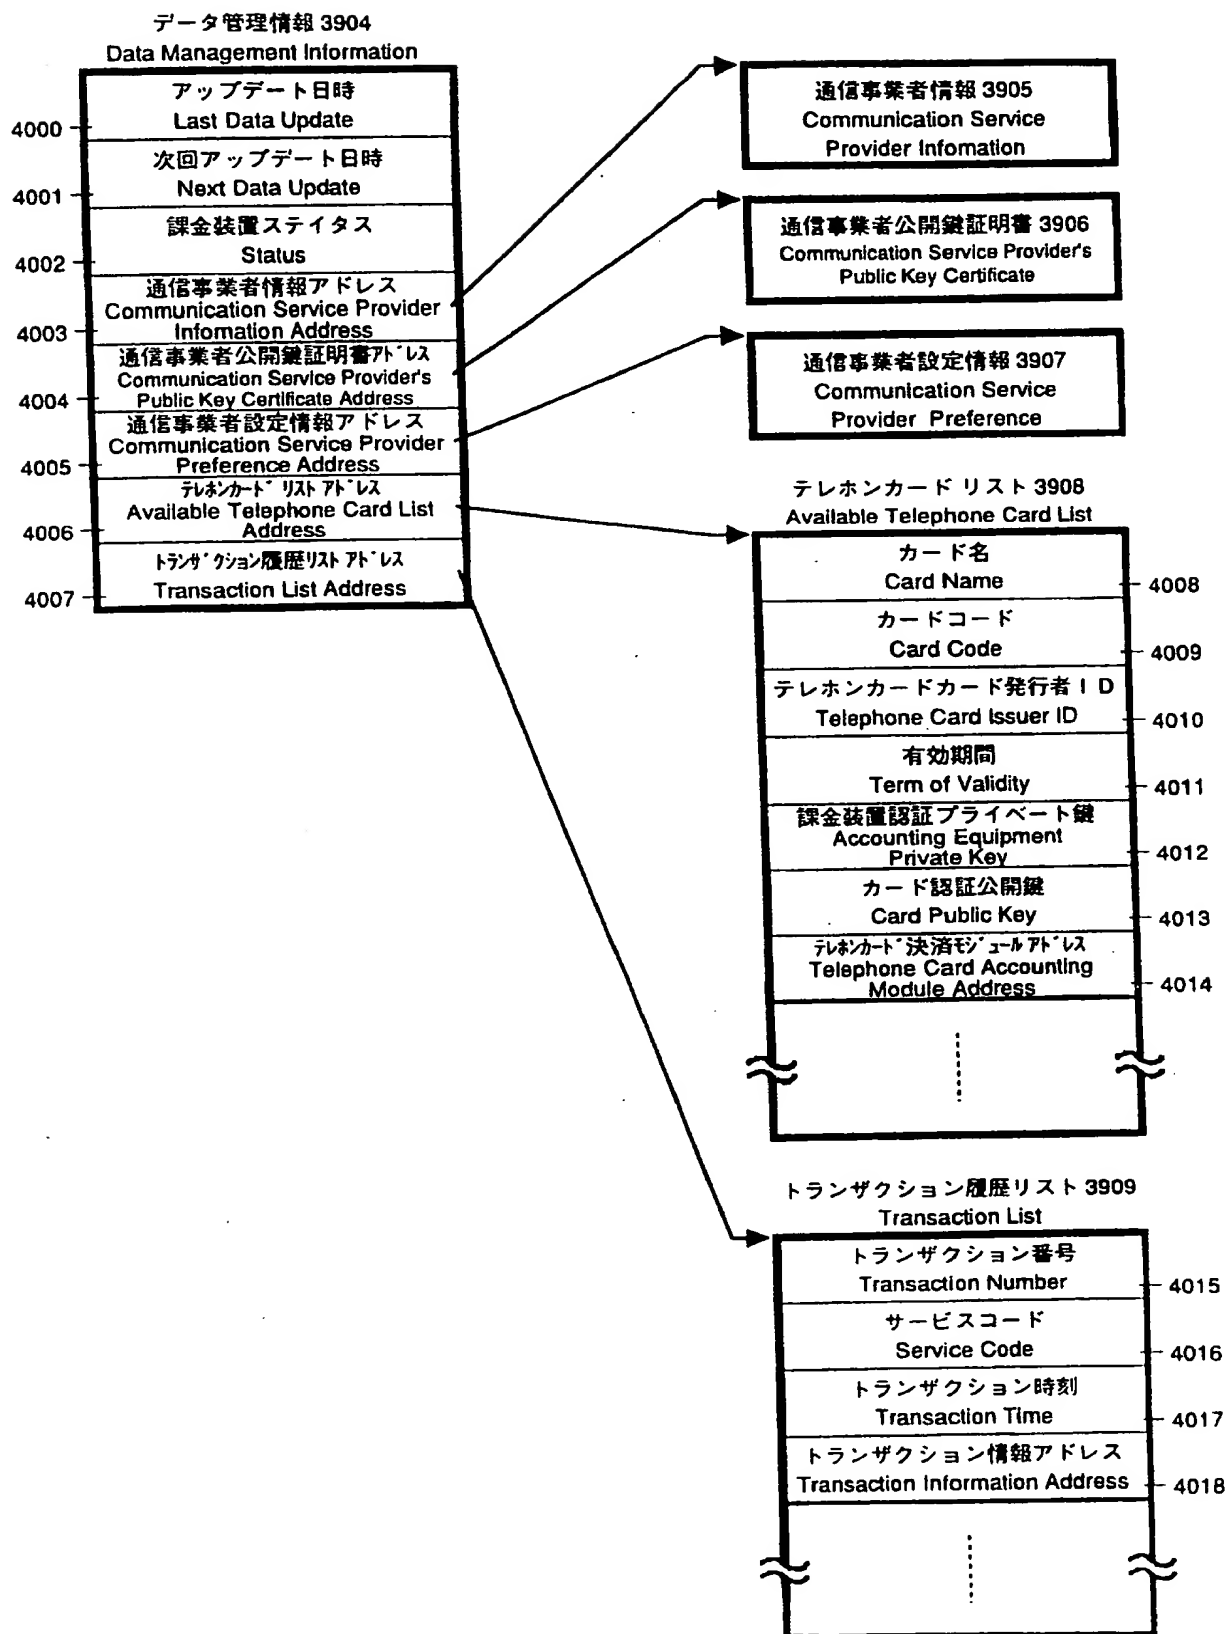 データ管理情報 3904
Data Management Information
アップデート日時
Last Data Update
4000
次回アップデート日時
Next Data Update
4001
課金装置ステイタス
Status
4002
通信事業者情報アドレス
Communication Service Provider
Infomation Address
4003
通信事業者公開鍵証明書アドレス
Communication Service Provider's
Public Key Certificate Address
4004
通信事業者設定情報アドレス
Communication Service Provider
Preference Address
4005
テレホンカード リスト アドレス
Available Telephone Card List
Address
4006
トランザクション履歴リスト アドレス
Transaction List Address
4007
通信事業者情報 3905
Communication Service
Provider Infomation
通信事業者公開鍵証明書 3906
Communication Service Provider's
Public Key Certificate
通信事業者設定情報 3907
Communication Service
Provider Preference
テレホンカード リスト 3908
Available Telephone Card List
カード名
Card Name
4008
カードコード
Card Code
4009
テレホンカードカード発行者ID
Telephone Card Issuer ID
4010
有効期間
Term of Validity
4011
課金装置認証プライベート鍵
Accounting Equipment
Private Key
4012
カード認証公開鍵
Card Public Key
4013
テレホンカード決済モジュール アドレス
Telephone Card Accounting
Module Address
4014
トランザクション履歴リスト 3909
Transaction List
トランザクション番号
Transaction Number
4015
サービスコード
Service Code
4016
トランザクション時刻
Transaction Time
4017
トランザクション情報アドレス
Transaction Information Address
4018